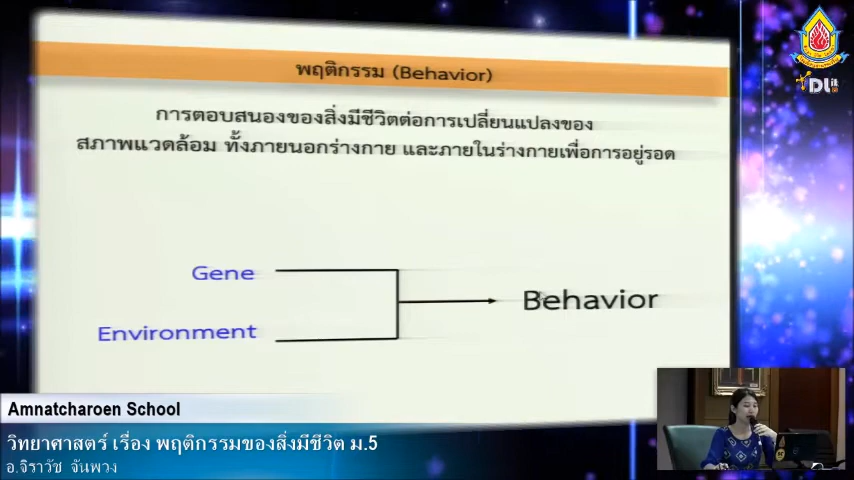 พฤติกรรม (Behavior)
การตอบสนองของสิ่งมีชีวิตต่อการเปลี่ยนแปลงของ
สภาพแวดล้อม ทั้งภายนอกร่างกาย และภายในร่างกายเพื่อการอยู่รอด
Gene
Environment
Behavior
Amnatcharoen School
วิทยาศาสตร์ เรื่อง พฤติกรรมของสิ่งมีชีวิต ม.5
อ.จิราวัช จันพวง
DLit